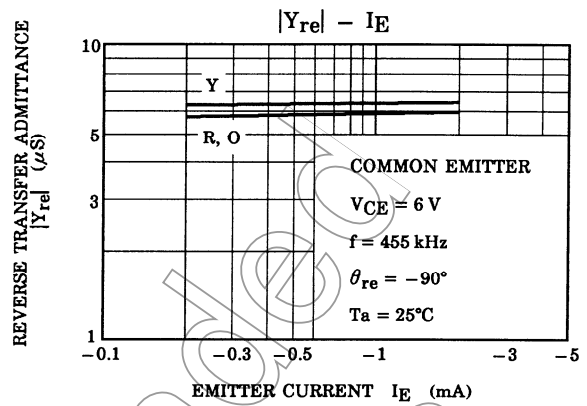 |Yre| – IE
REVERSE TRANSFER ADMITTANCE
|Yre| (μS)
10
5
3
1
Y
R, O
COMMON EMITTER
VCE = 6 V
f = 455 kHz
θre = −90°
Ta = 25°C
−0.1
−0.3
−0.5
−1
−3
−5
EMITTER CURRENT IE (mA)